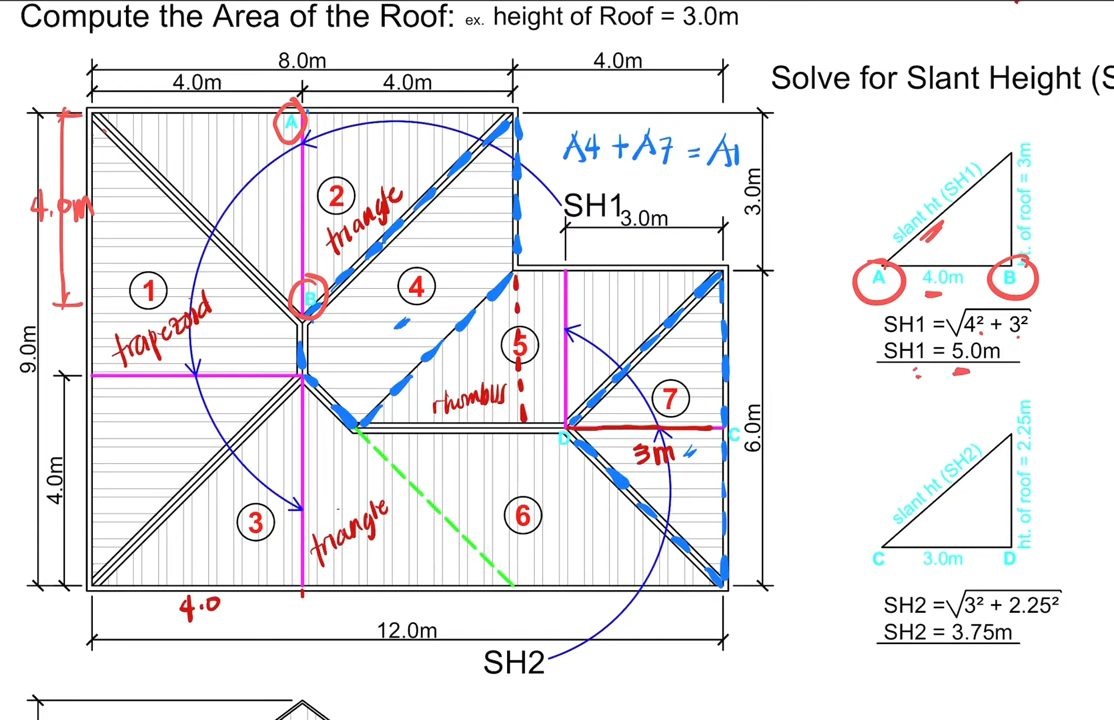 Compute the Area of the Roof: ex. height of Roof = 3.0m
8.0m
4.0m
4.0m
4.0m
Solve for Slant Height (S
A
A4 + A7 = A1
4.0m
2
triangle
SH1
3.0m
3.0m
slant ht (SH1)
ht. of roof = 3m
A
4.0m
B
1
B
4
trapezoid
SH1 = √4² + 3²
SH1 = 5.0m
9.0m
5
rhombus
7
6.0m
D
C
3m
4.0m
slant ht (SH2)
ht. of roof = 2.25m
3
triangle
6
C
3.0m
D
4.0
SH2 = √3² + 2.25²
SH2 = 3.75m
12.0m
SH2